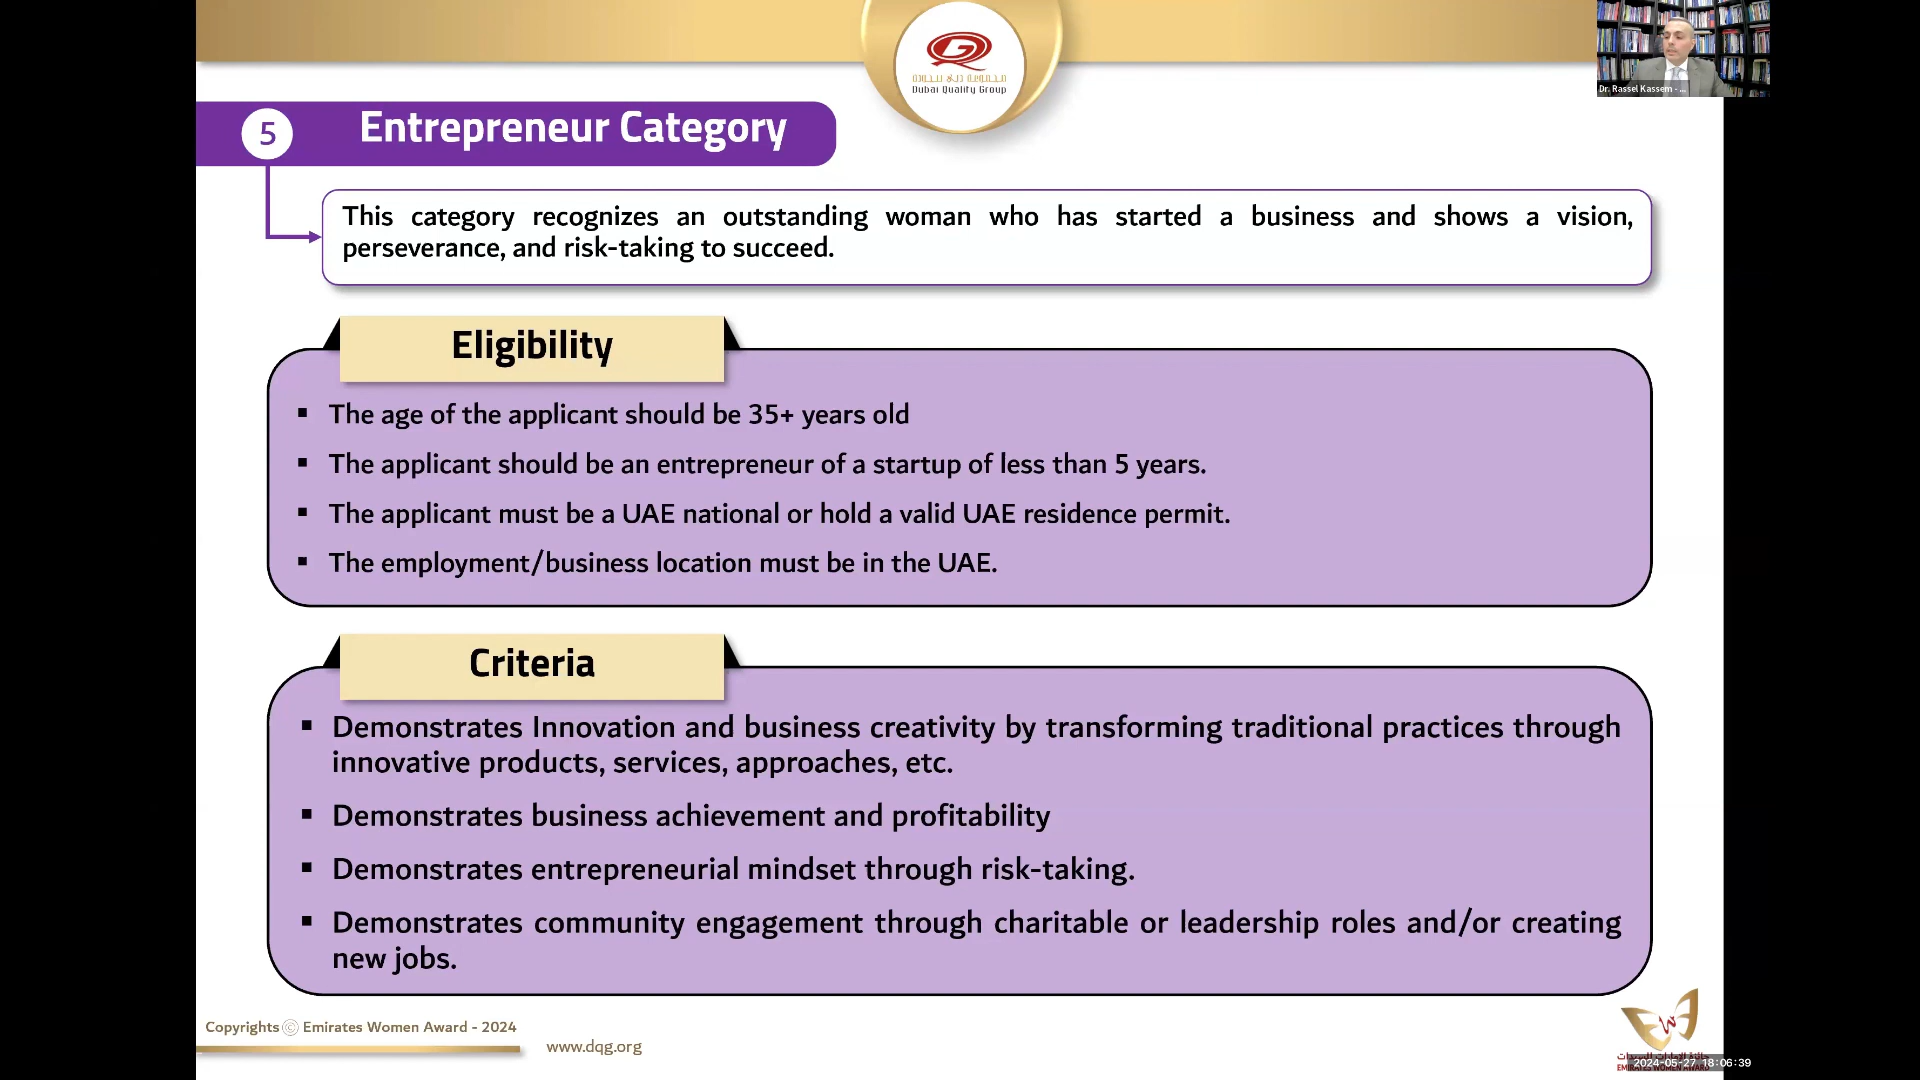 Dubai Quality Group
Dr. Rassel Kassem - ...
5
Entrepreneur Category
This category recognizes an outstanding woman who has started a business and shows a vision,
perseverance, and risk-taking to succeed.
Eligibility
▪ The age of the applicant should be 35+ years old
▪ The applicant should be an entrepreneur of a startup of less than 5 years.
▪ The applicant must be a UAE national or hold a valid UAE residence permit.
▪ The employment/business location must be in the UAE.
Criteria
▪ Demonstrates Innovation and business creativity by transforming traditional practices through
innovative products, services, approaches, etc.
▪ Demonstrates business achievement and profitability
▪ Demonstrates entrepreneurial mindset through risk-taking.
▪ Demonstrates community engagement through charitable or leadership roles and/or creating
new jobs.
Copyrights © Emirates Women Award - 2024
www.dqg.org
2024-05-27 18:06:39